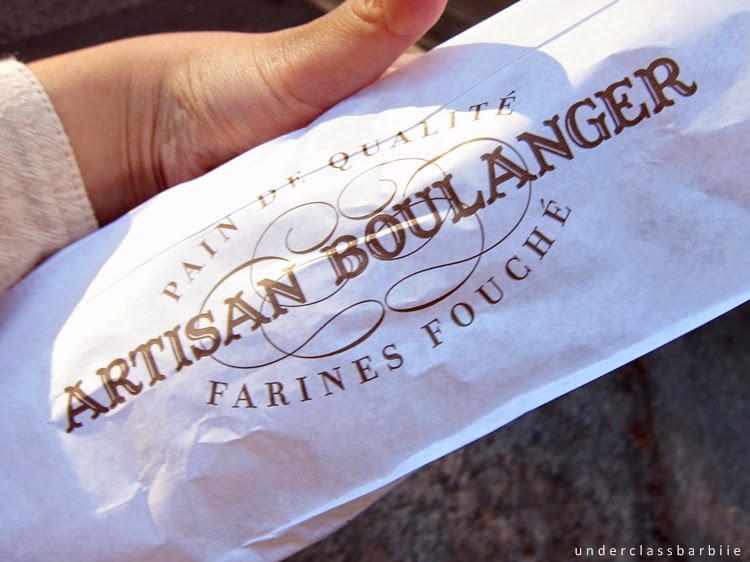 PAIN DE QUALITÉ
ARTISAN BOULANGER
FARINES FOUCHÉ
underclassbarbiie